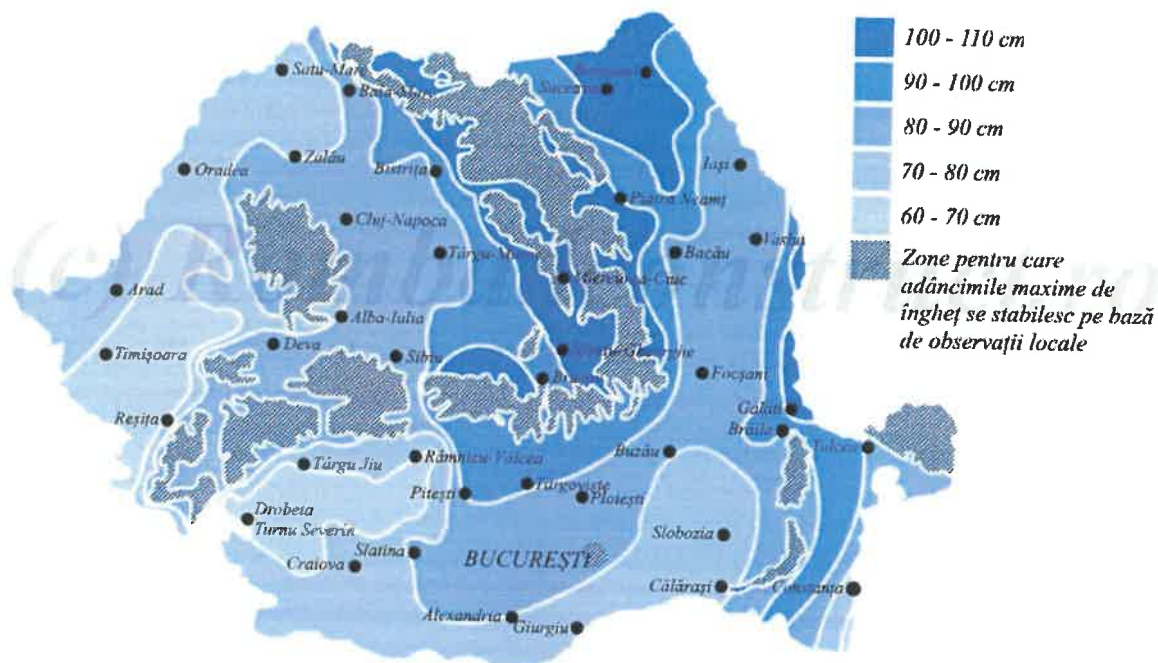 100 - 110 cm
90 - 100 cm
80 - 90 cm
70 - 80 cm
60 - 70 cm
Zone pentru care
adâncimile maxime de
îngheț se stabilesc pe bază
de observații locale
Satu-Mare
Baia-Mare
Suceava
Oradea
Zalău
Bistrița
Iași
Piatra Neamț
Cluj-Napoca
Târgu-Mureș
Bacău
Vaslui
Arad
Miercurea-Ciuc
Alba-Iulia
Timișoara
Deva
Sibiu
Brașov
Focșani
Reșița
Galați
Brăila
Tulcea
Târgu Jiu
Râmnicu-Vâlcea
Buzău
Pitești
Târgoviște
Ploiești
Drobeta
Turnu Severin
Slatina
Craiova
BUCUREȘTI
Slobozia
Călărași
Constanța
Alexandria
Giurgiu